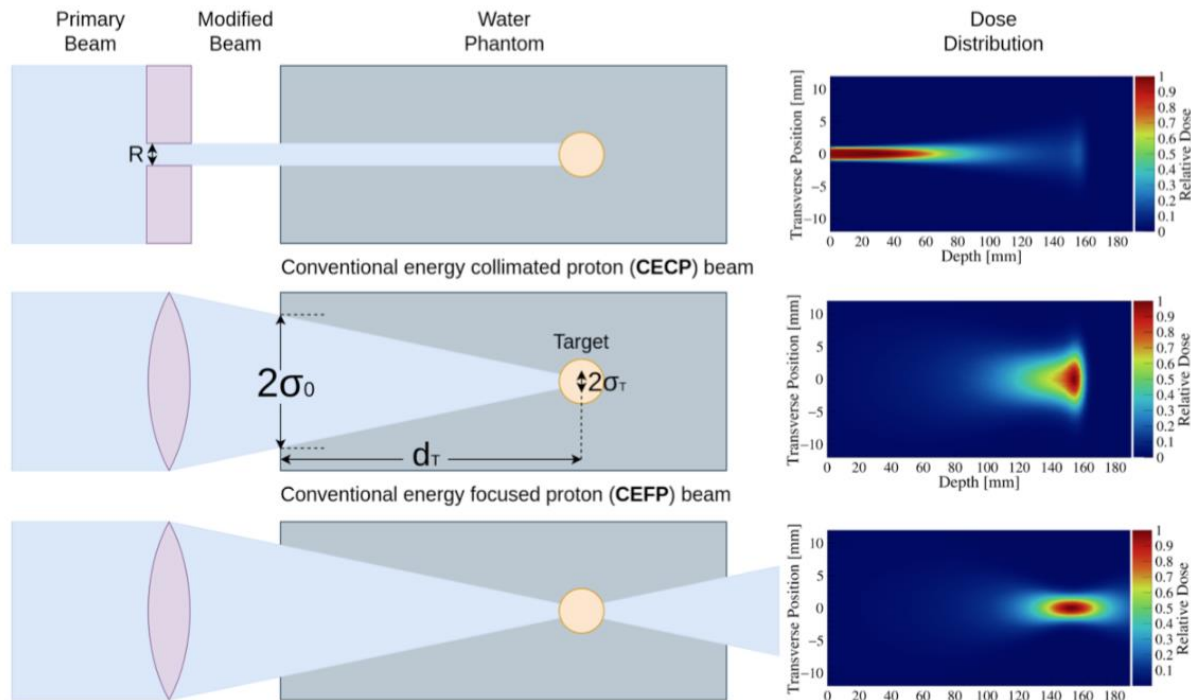 Primary
Beam
Modified
Beam
Water
Phantom
Dose
Distribution
R
Transverse Position [mm]
10
5
0
−5
−10
0 20 40 60 80 100 120 140 160 180
Depth [mm]
1
0.9
0.8
0.7
0.6
0.5
0.4
0.3
0.2
0.1
0
Relative Dose
Conventional energy collimated proton (CECP) beam
2σ₀
Target
2σ_T
d_T
Transverse Position [mm]
10
5
0
−5
−10
0 20 40 60 80 100 120 140 160 180
Depth [mm]
1
0.9
0.8
0.7
0.6
0.5
0.4
0.3
0.2
0.1
0
Relative Dose
Conventional energy focused proton (CEFP) beam
Transverse Position [mm]
10
5
0
−5
−10
0 20 40 60 80 100 120 140 160 180
Depth [mm]
1
0.9
0.8
0.7
0.6
0.5
0.4
0.3
0.2
0.1
Relative Dose